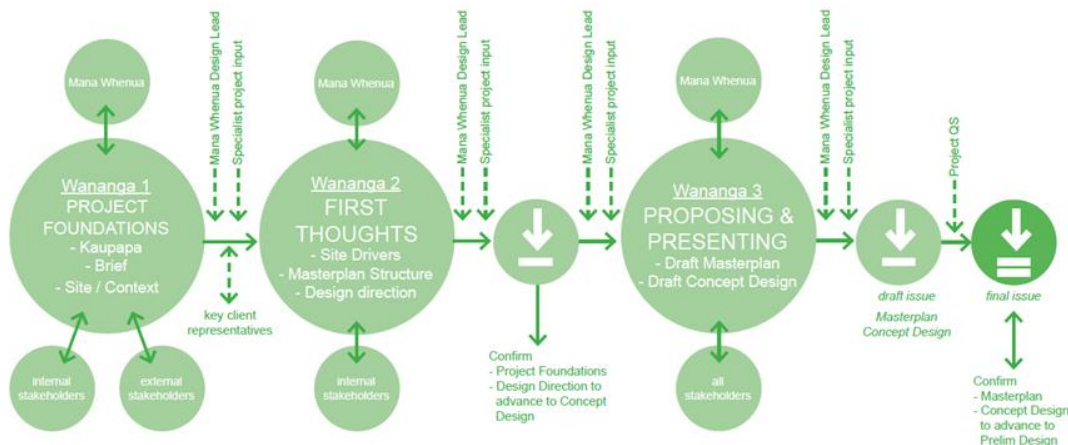 Mana Whenua
Wananga 1
PROJECT
FOUNDATIONS
- Kaupapa
- Brief
- Site / Context
internal
stakeholders
external
stakeholders
Mana Whenua Design Lead
Specialist project input
key client
representatives
Mana Whenua
Wananga 2
FIRST
THOUGHTS
- Site Drivers
- Masterplan Structure
- Design direction
internal
stakeholders
Mana Whenua Design Lead
Specialist project input
Confirm
- Project Foundations
- Design Direction to
advance to Concept
Design
Mana Whenua Design Lead
Specialist project input
Mana Whenua
Wananga 3
PROPOSING &
PRESENTING
- Draft Masterplan
- Draft Concept Design
all
stakeholders
Mana Whenua Design Lead
Specialist project input
draft issue
Masterplan
Concept Design
Project QS
final issue
Confirm
- Masterplan
- Concept Design
to advance to
Prelim Design